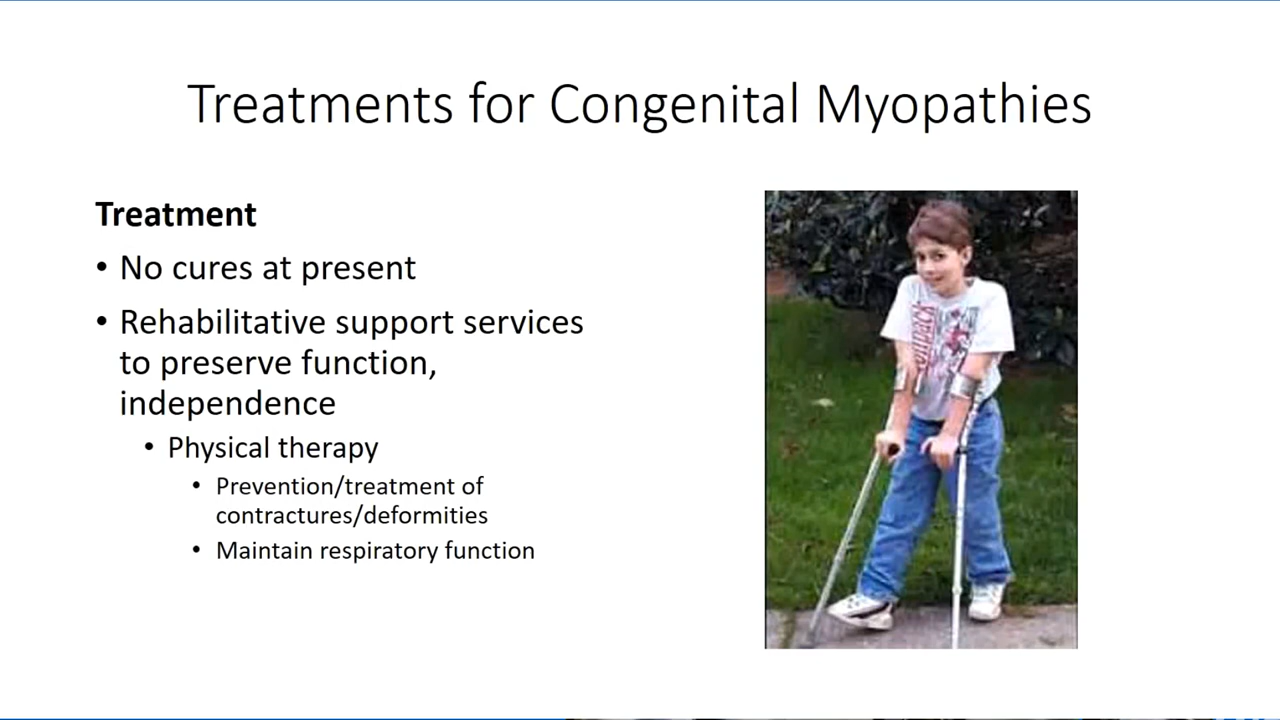 Treatments for Congenital Myopathies
Treatment
• No cures at present
• Rehabilitative support services
to preserve function,
independence
• Physical therapy
• Prevention/treatment of
contractures/deformities
• Maintain respiratory function